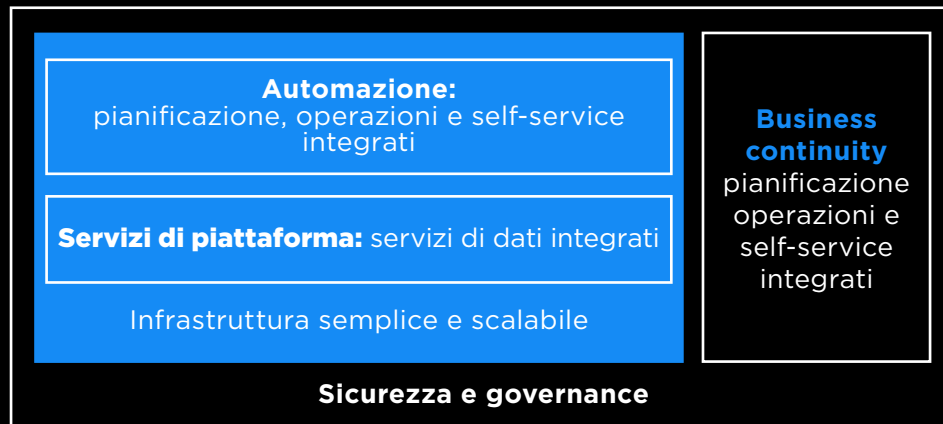 Automazione:
pianificazione, operazioni e self-service
integrati
Servizi di piattaforma: servizi di dati integrati
Infrastruttura semplice e scalabile
Business
continuity
pianificazione
operazioni e
self-service
integrati
Sicurezza e governance